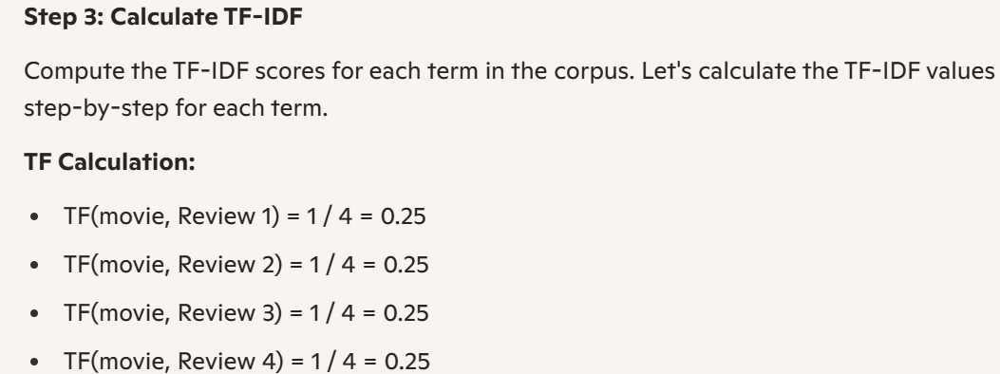 Step 3: Calculate TF-IDF
Compute the TF-IDF scores for each term in the corpus. Let's calculate the TF-IDF values
step-by-step for each term.
TF Calculation:
• TF(movie, Review 1) = 1 / 4 = 0.25
• TF(movie, Review 2) = 1 / 4 = 0.25
• TF(movie, Review 3) = 1 / 4 = 0.25
• TF(movie, Review 4) = 1 / 4 = 0.25